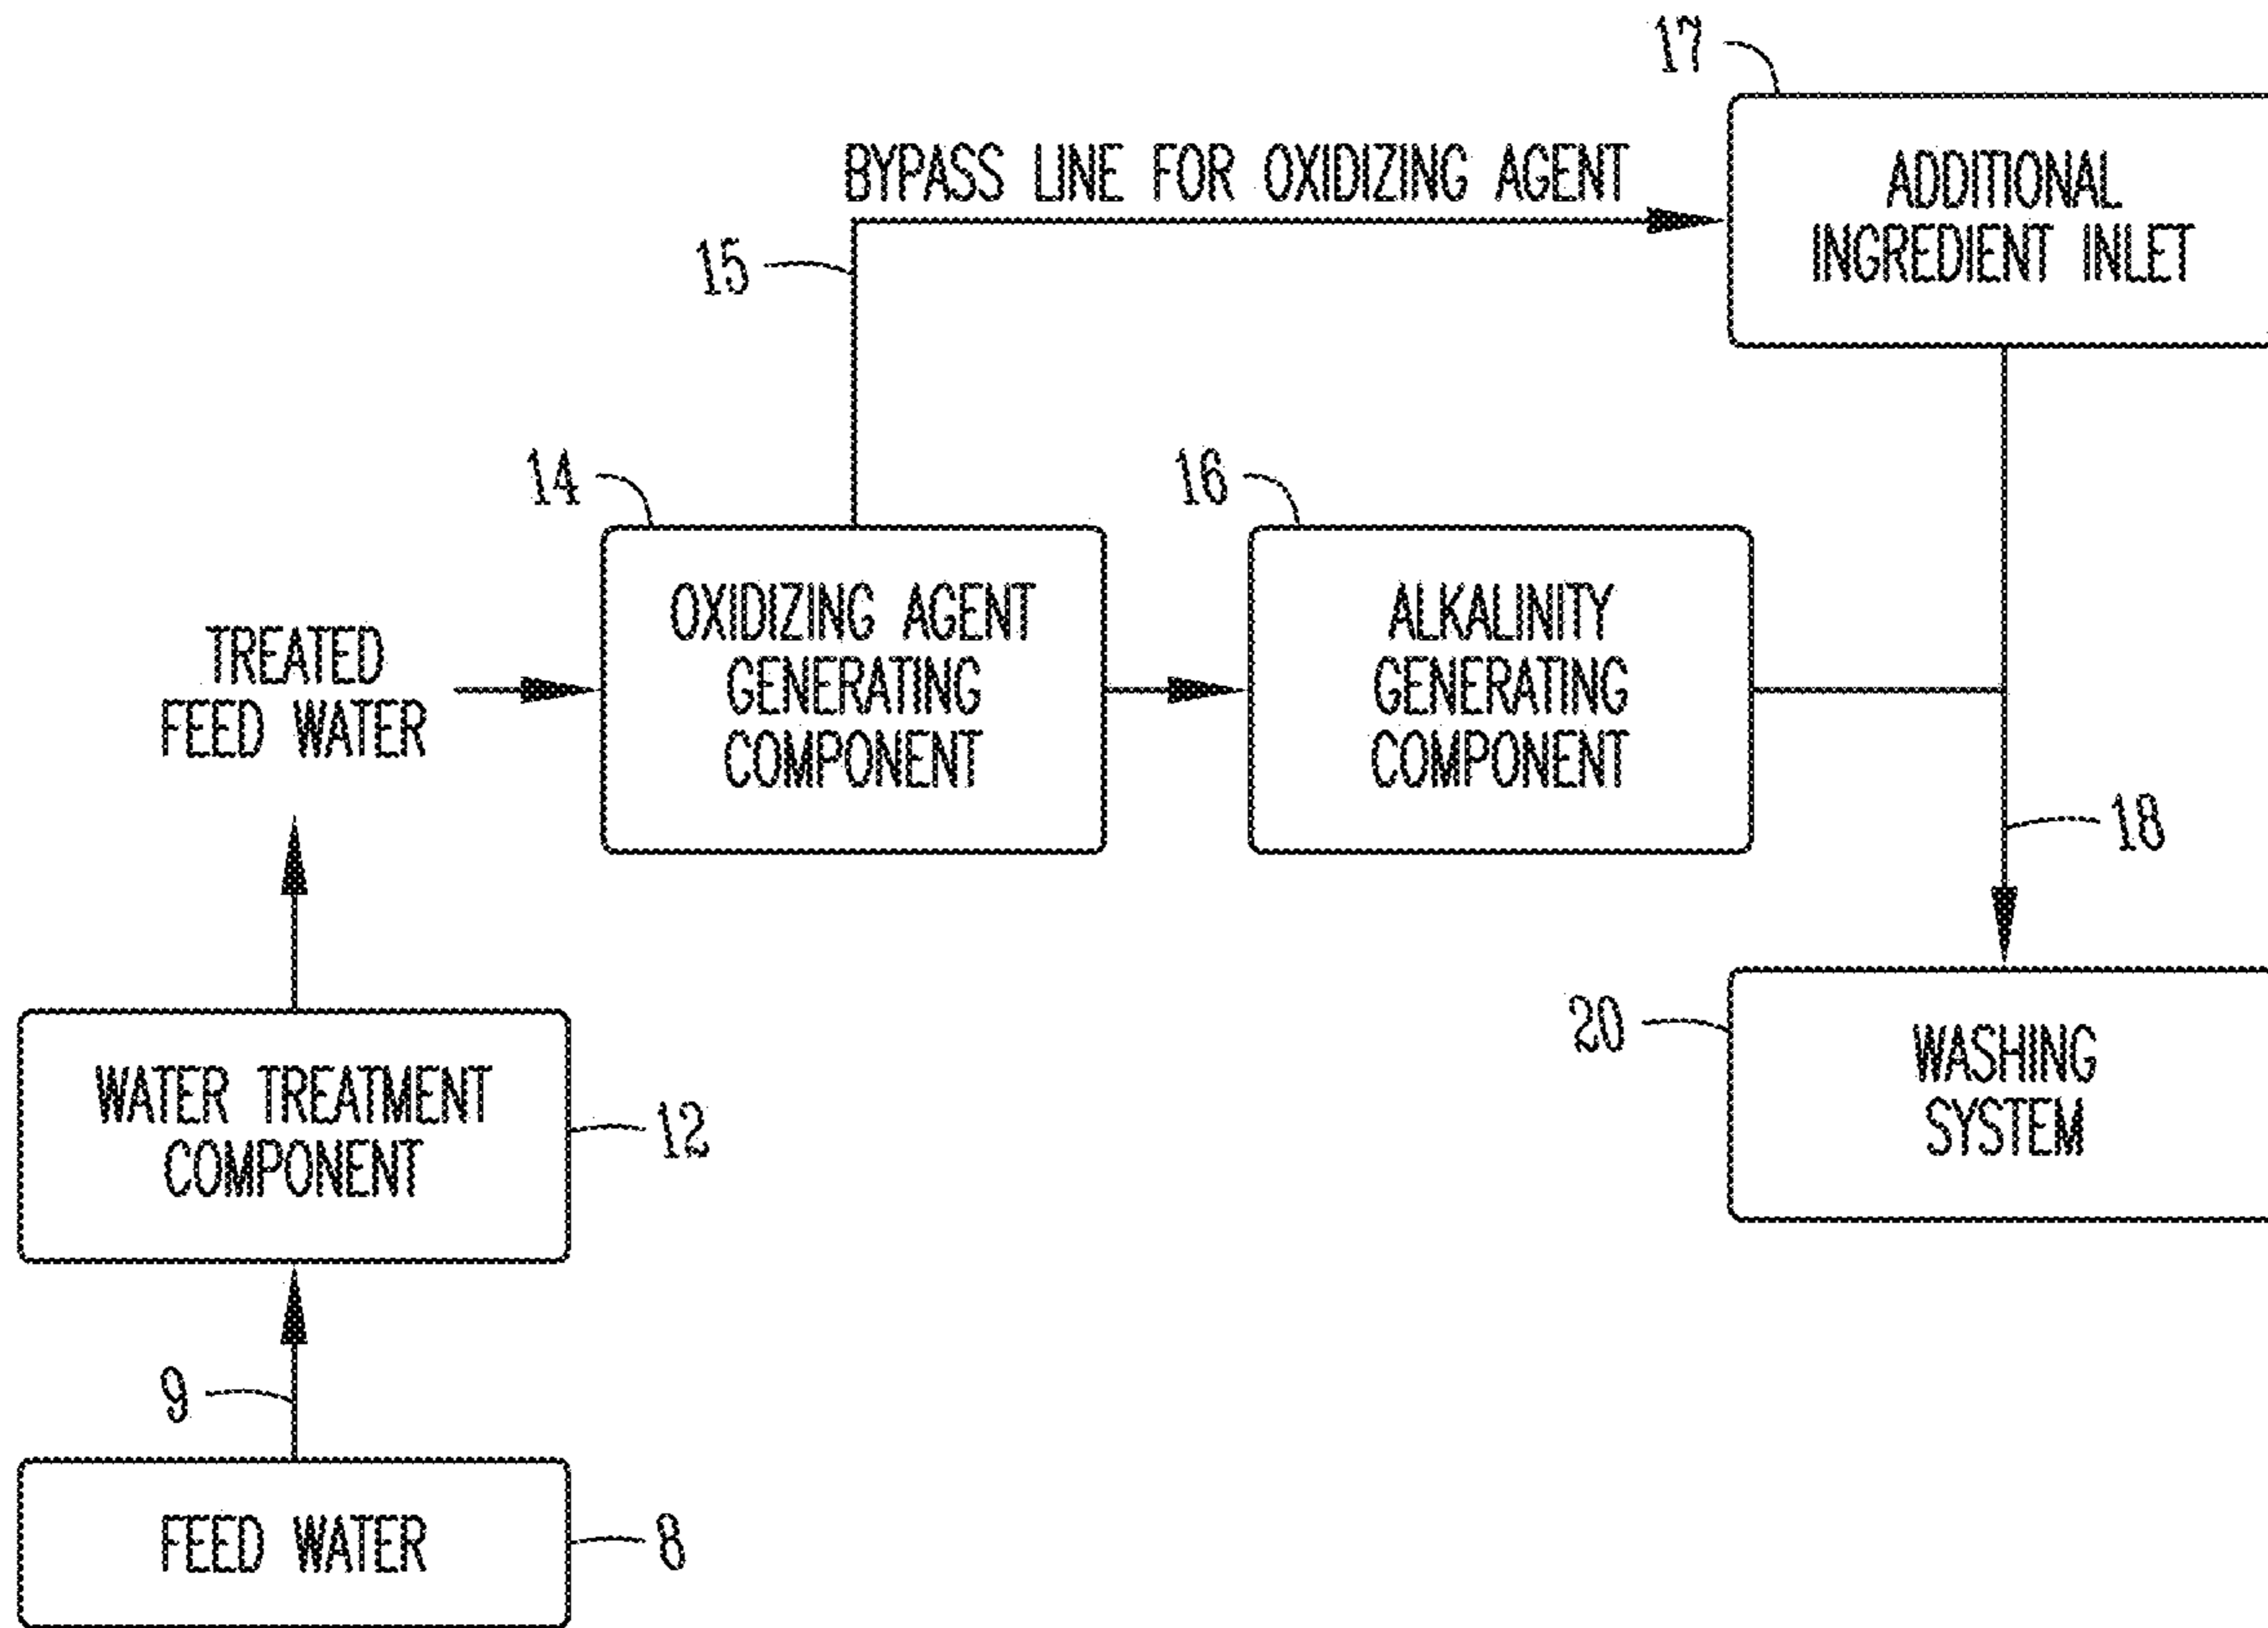 17
BYPASS LINE FOR OXIDIZING AGENT
ADDITIONAL
INGREDIENT INLET
15
14
16
OXIDIZING AGENT
GENERATING
COMPONENT
ALKALINITY
GENERATING
COMPONENT
TREATED
FEED WATER
18
20
WASHING
SYSTEM
WATER TREATMENT
COMPONENT
12
9
FEED WATER
8